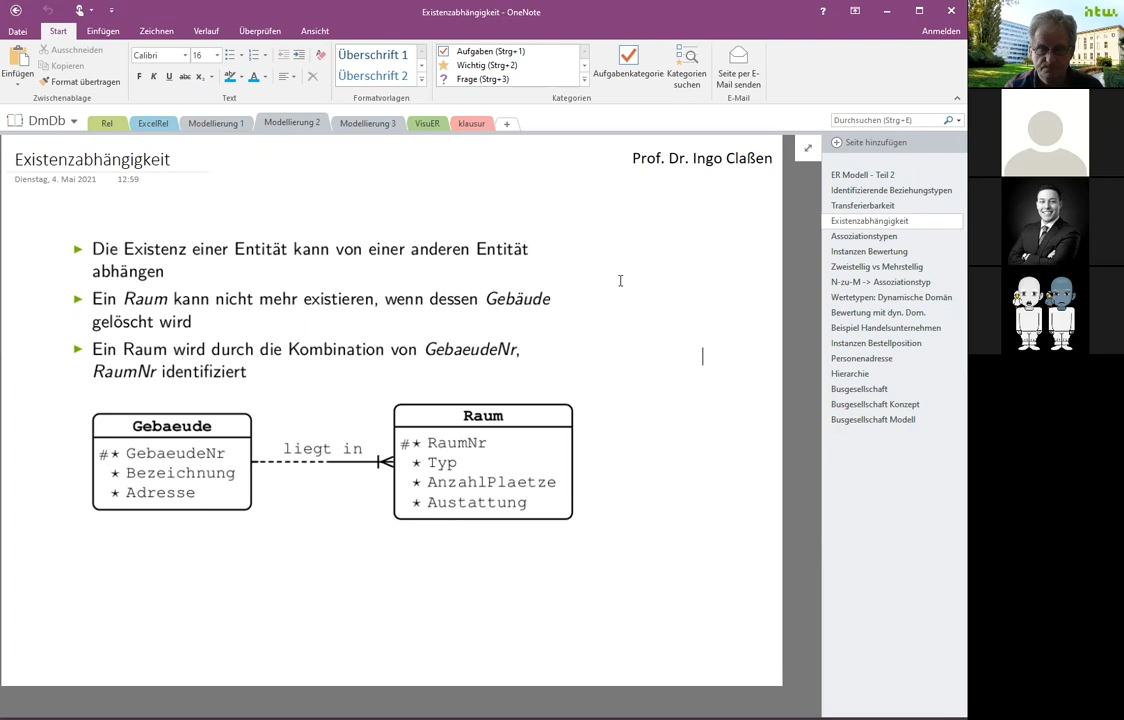 Existenzabhängigkeit - OneNote
?
Datei Start Einfügen Zeichnen Verlauf Überprüfen Ansicht Anmelden
Einfügen
Ausschneiden
Kopieren
Format übertragen
Zwischenablage
Calibri 16
F K U abc x₂ aby A
Text
Überschrift 1
Überschrift 2
Formatvorlagen
Aufgaben (Strg+1)
Wichtig (Strg+2)
? Frage (Strg+3)
Aufgabenkategorie
Kategorien suchen
Kategorien
Seite per E-Mail senden
E-Mail
DmDb Rel ExcelRel Modellierung 1 Modellierung 2 Modellierung 3 VisuER klausur +
Durchsuchen (Strg+E)
Existenzabhängigkeit
Dienstag, 4. Mai 2021 12:59
Prof. Dr. Ingo Claßen
Die Existenz einer Entität kann von einer anderen Entität
abhängen
Ein Raum kann nicht mehr existieren, wenn dessen Gebäude
gelöscht wird
Ein Raum wird durch die Kombination von GebaeudeNr,
RaumNr identifiziert
Gebaeude
#* GebaeudeNr
* Bezeichnung
* Adresse
liegt in
Raum
#* RaumNr
* Typ
* AnzahlPlaetze
* Austattung
Seite hinzufügen
ER Modell - Teil 2
Identifizierende Beziehungstypen
Transferierbarkeit
Existenzabhängigkeit
Assoziationstypen
Instanzen Bewertung
Zweistellig vs Mehrstellig
N-zu-M -> Assoziationstyp
Wertetypen: Dynamische Domän
Bewertung mit dyn. Dom.
Beispiel Handelsunternehmen
Instanzen Bestellposition
Personenadresse
Hierarchie
Busgesellschaft
Busgesellschaft Konzept
Busgesellschaft Modell
htw.